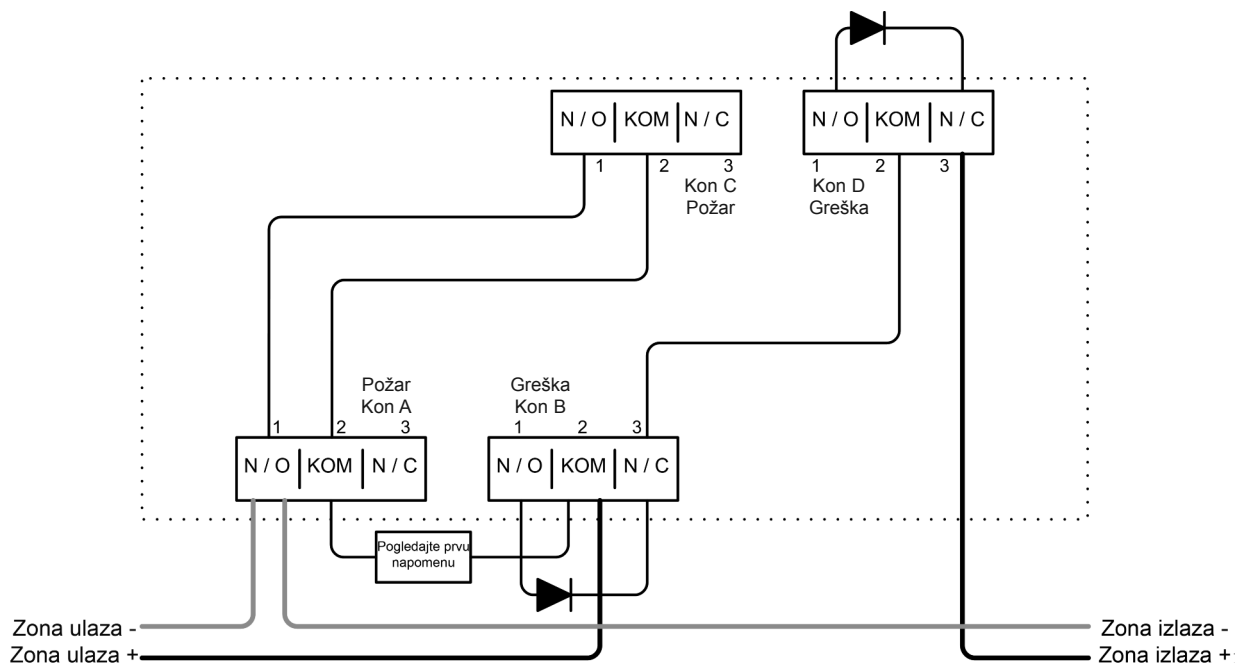 N / O KOM N / C
1 2 3
Kon C
Požar
N / O KOM N / C
1 2 3
Kon D
Greška
Požar
Kon A
1 2 3
N / O KOM N / C
Greška
Kon B
1 2 3
N / O KOM N / C
Pogledajte prvu
napomenu
Zona ulaza -
Zona ulaza +
Zona izlaza -
Zona izlaza +